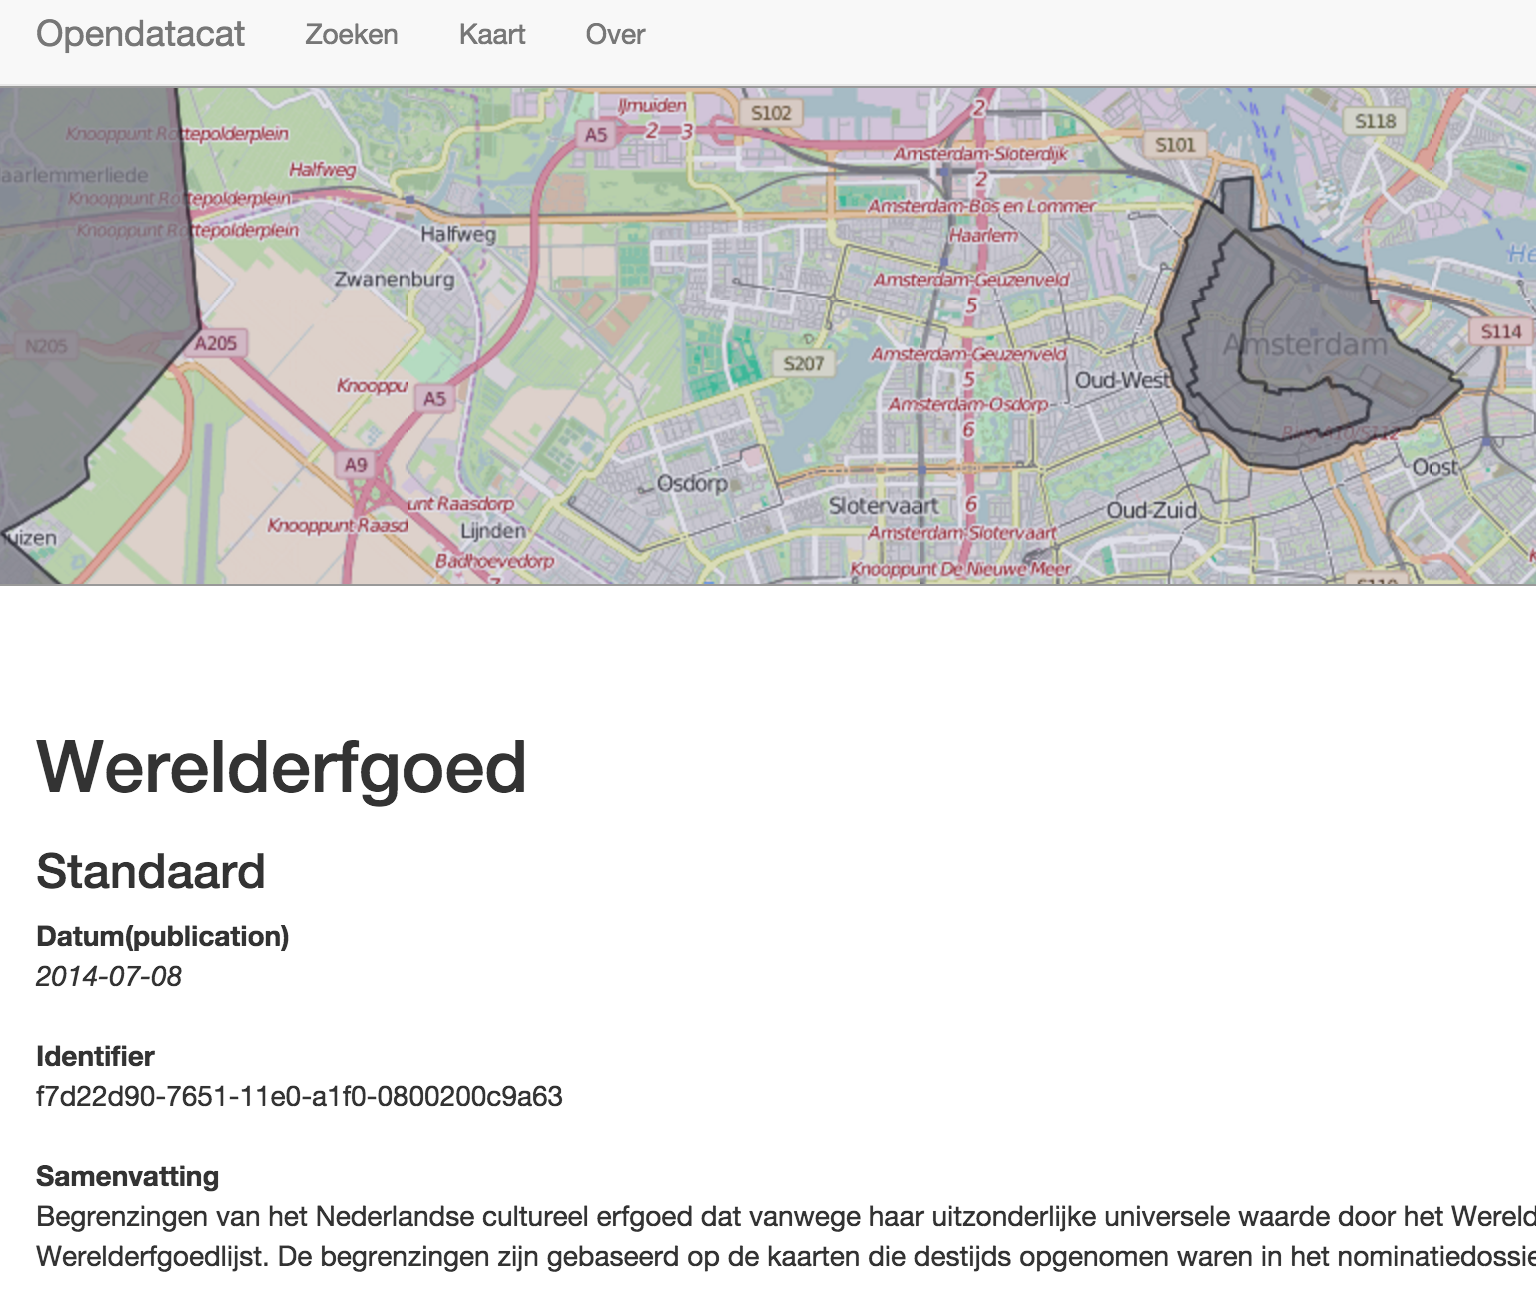 Opendatacat Zoeken Kaart Over
IJmuiden
S102
A5 2 3
2
S118
Knooppunt Rottepolderplein
S101
Amsterdam-Sloterdijk
Halfweg
aarlemmerliede
2
Knooppunt Rottepolderplein
Amsterdam-Bos en Lommer
Knooppunt Rottepolderplein
Halfweg
Haarlem
He
Zwanenburg
Amsterdam-Geuzenveld
5
S114
N205
A205
Amsterdam
Amsterdam-Geuzenveld
S207
5
Oud-West
Knooppu
A5
Amsterdam-Osdorp
6
A9
Oost
Osdorp
unt Raasdorp
Slotervaart
6
Oud-Zuid
Knooppunt Raasd
Lijnden
Amsterdam-Slotervaart
uizen
Badhoevedorp
Knooppunt De Nieuwe Meer
Werelderfgoed
Standaard
Datum(publication)
2014-07-08
Identifier
f7d22d90-7651-11e0-a1f0-0800200c9a63
Samenvatting
Begrenzingen van het Nederlandse cultureel erfgoed dat vanwege haar uitzonderlijke universele waarde door het Wereld
Werelderfgoedlijst. De begrenzingen zijn gebaseerd op de kaarten die destijds opgenomen waren in het nominatiedossie